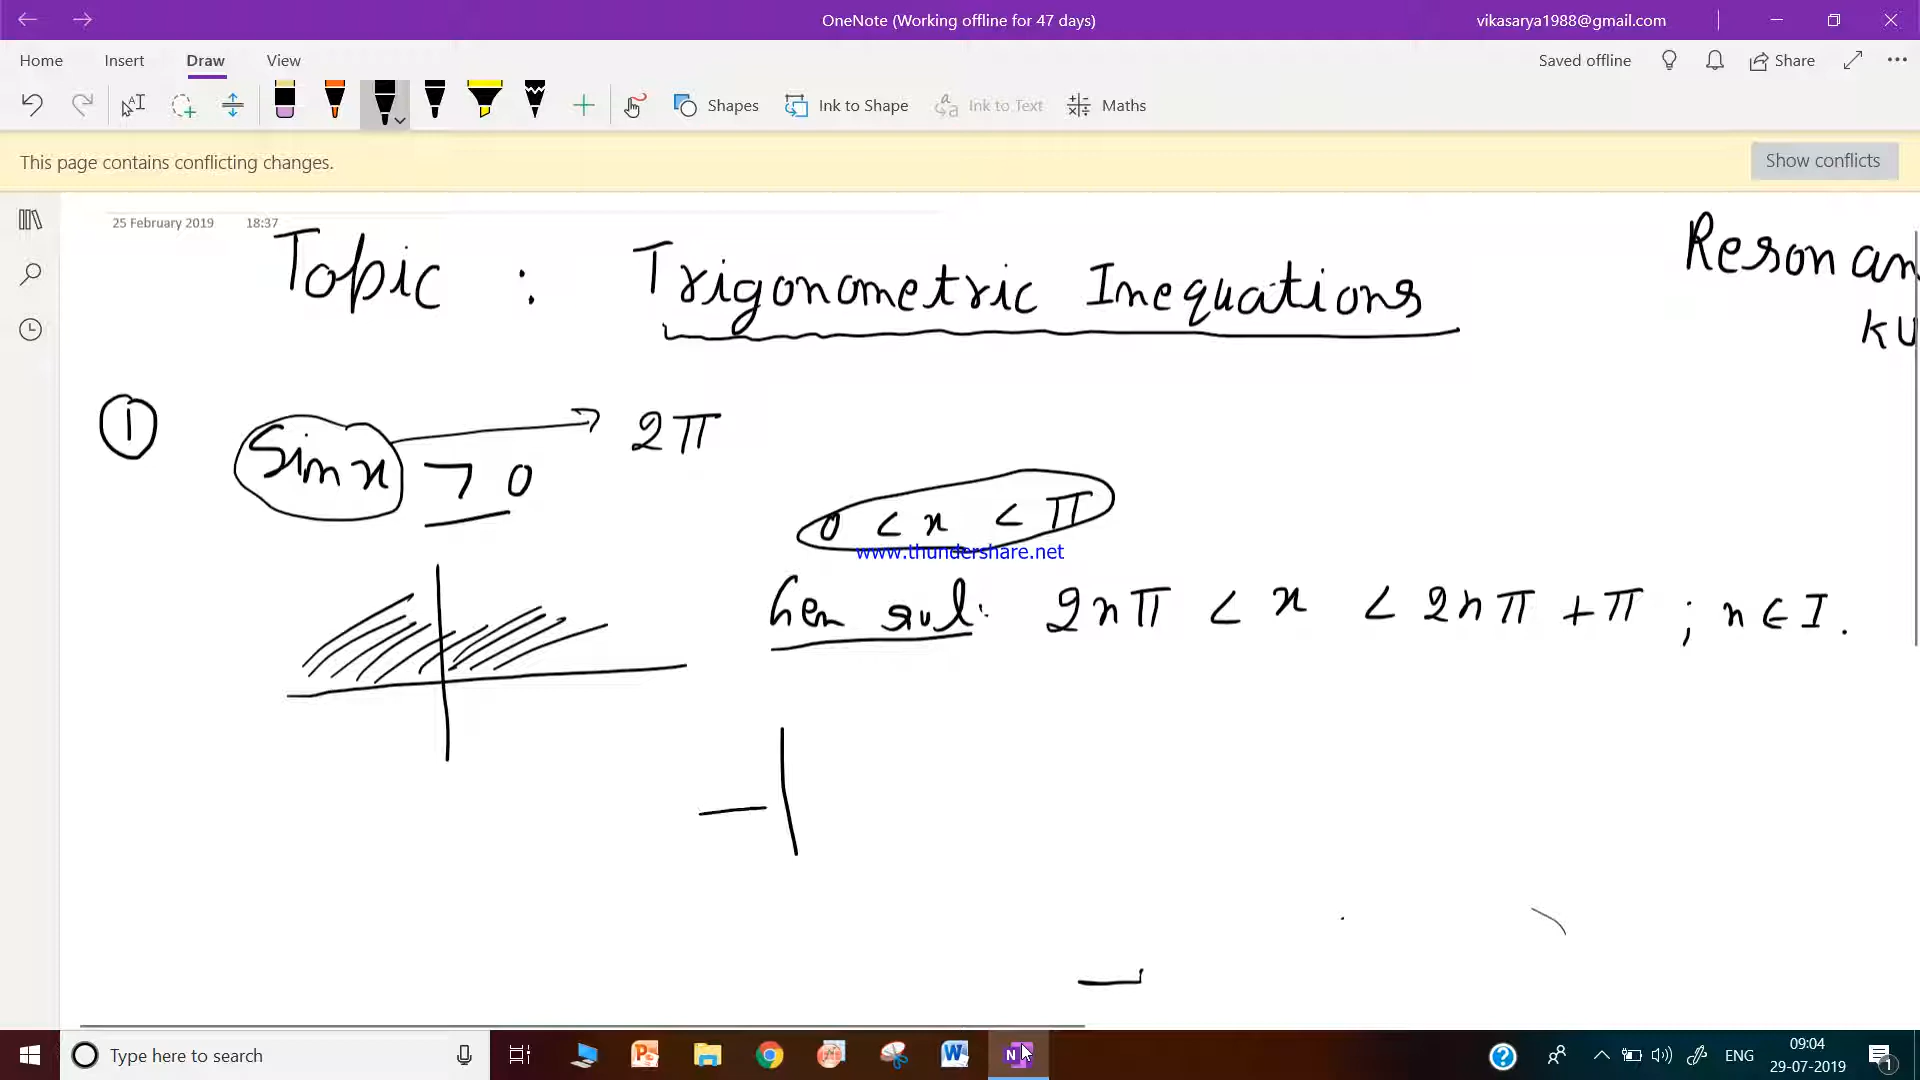 OneNote (Working offline for 47 days)
vikasarya1988@gmail.com
Home Insert Draw View
Saved offline
Share
Shapes Ink to Shape Ink to Text Maths
This page contains conflicting changes.
Show conflicts
25 February 2019 18:37
Topic : Trigonometric Inequations
Resonan
KU
① Sin x > 0 → 2π
0 < x < π
www.thundershare.net
Gen sol: 2nπ < x < 2nπ + π ; n ∈ I.
Type here to search
ENG
09:04
29-07-2019
1